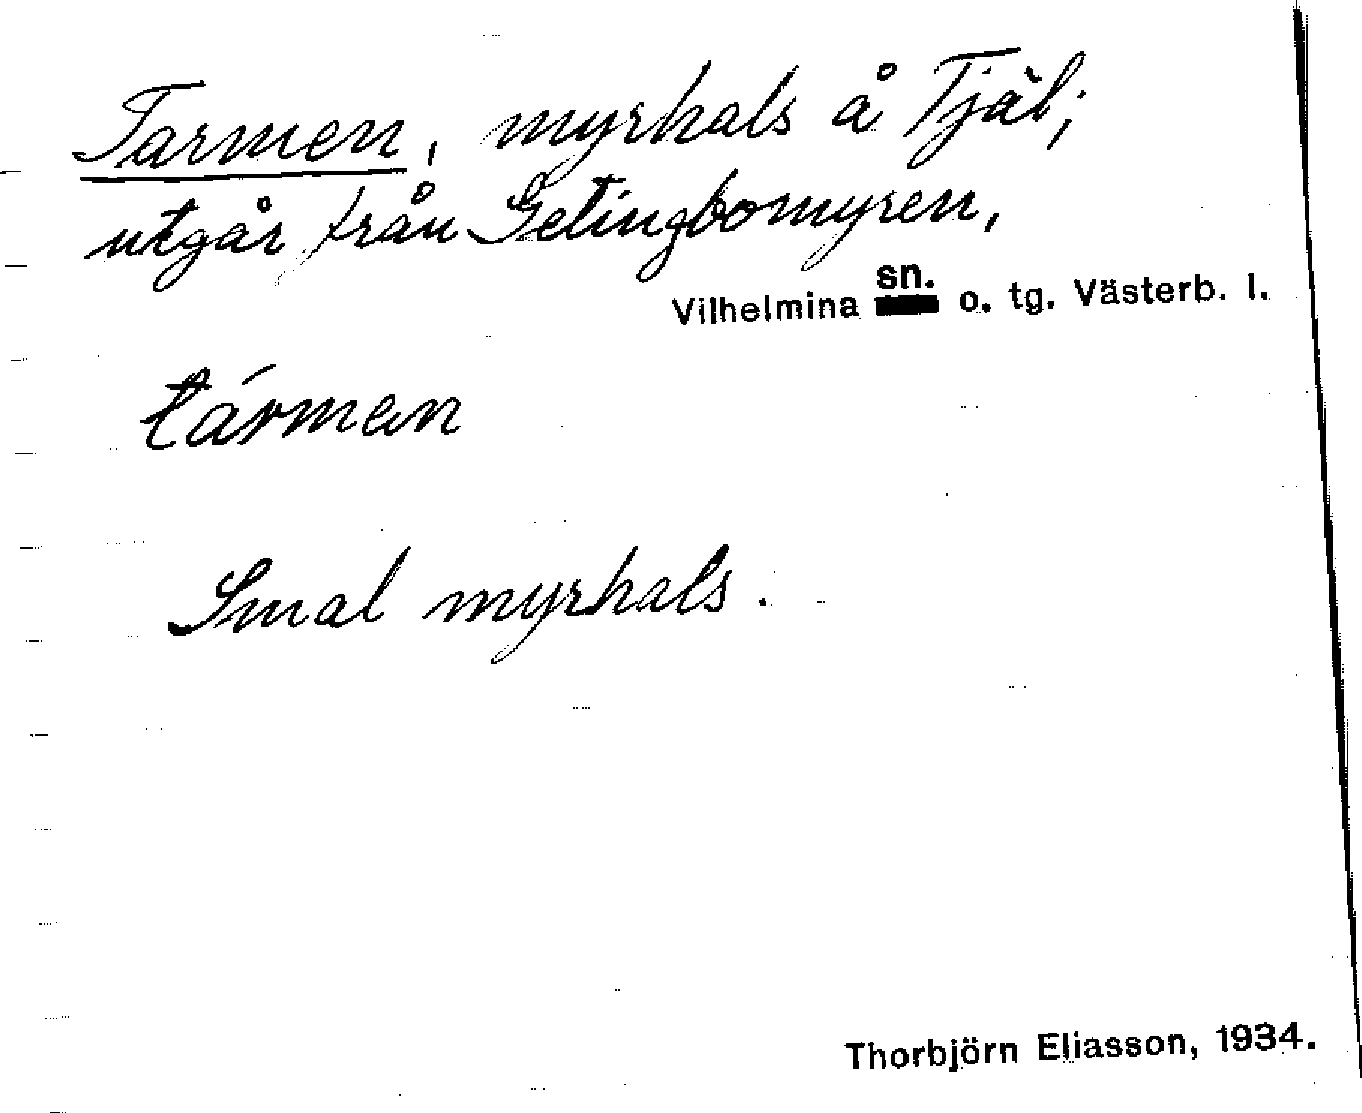 Tarmen, myrhals å Tjäl;
utgår från Getingbomyren,
Vilhelmina sn. o. tg. Västerb. l.
tármen
Smal myrhals.
Thorbjörn Eliasson, 1934.